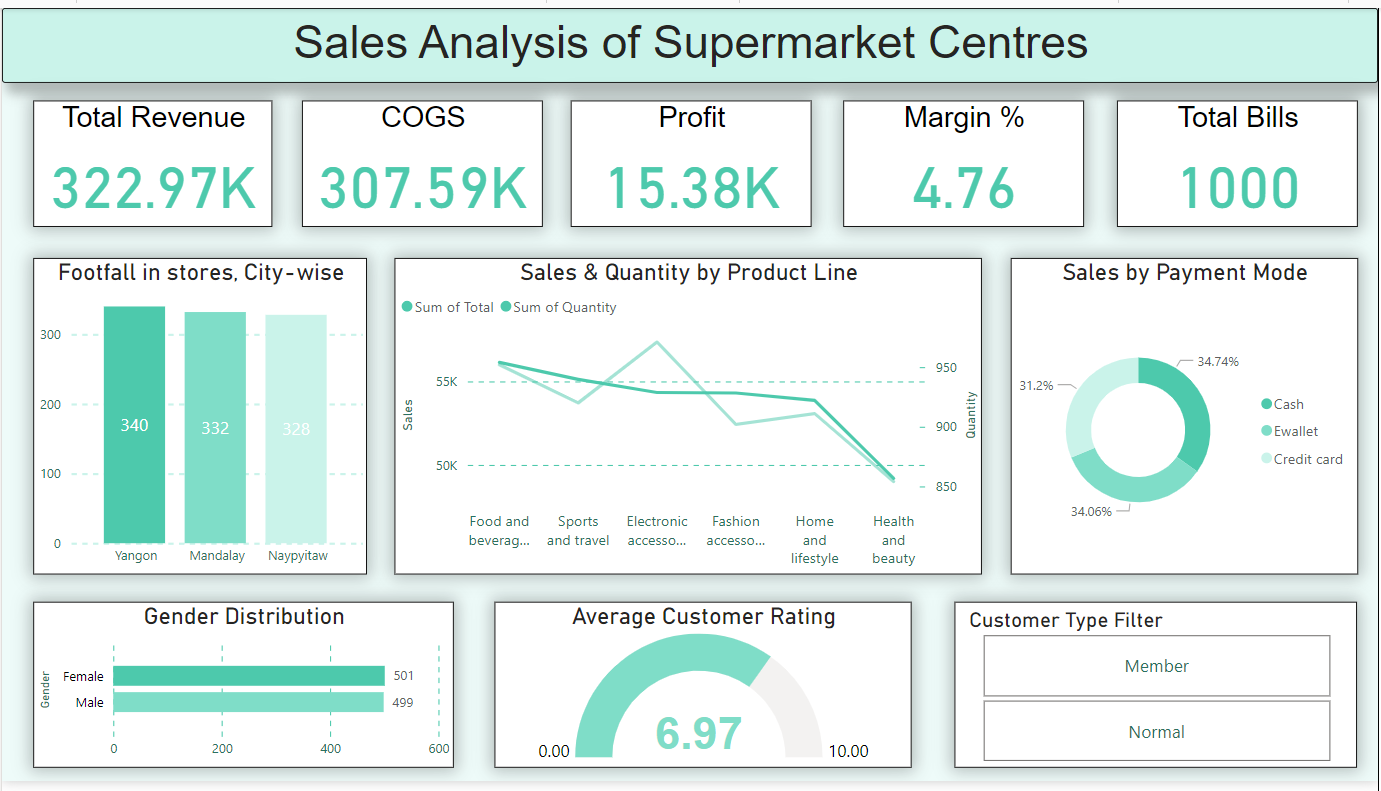 Sales Analysis of Supermarket Centres
Total Revenue
322.97K
COGS
307.59K
Profit
15.38K
Margin %
4.76
Total Bills
1000
Footfall in stores, City-wise
300
200
100
0
340
332
328
Yangon
Mandalay
Naypyitaw
Sales & Quantity by Product Line
Sum of Total
Sum of Quantity
Sales
55K
50K
950
900
850
Quantity
Food and
beverag...
Sports
and travel
Electronic
accesso...
Fashion
accesso...
Home
and
lifestyle
Health
and
beauty
Sales by Payment Mode
34.74%
31.2%
34.06%
Cash
Ewallet
Credit card
Gender Distribution
Gender
Female
501
Male
499
0
200
400
600
Average Customer Rating
6.97
0.00
10.00
Customer Type Filter
Member
Normal